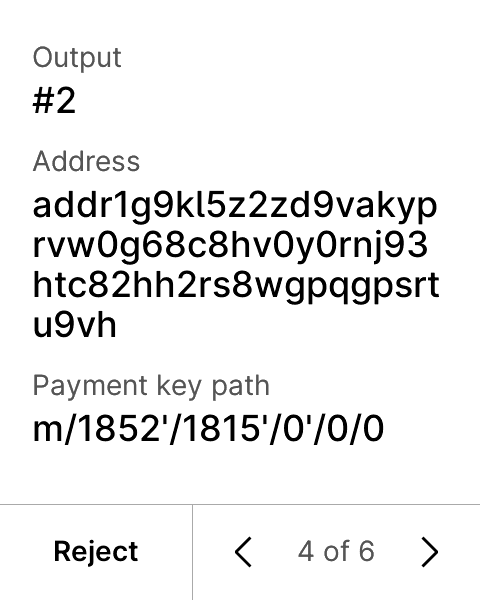 Output
#2
Address
addr1g9kl5z2zd9vakyp
rvw0g68c8hv0y0rnj93
htc82hh2rs8wgpqgpsrt
u9vh
Payment key path
m/1852'/1815'/0'/0/0
Reject
4 of 6